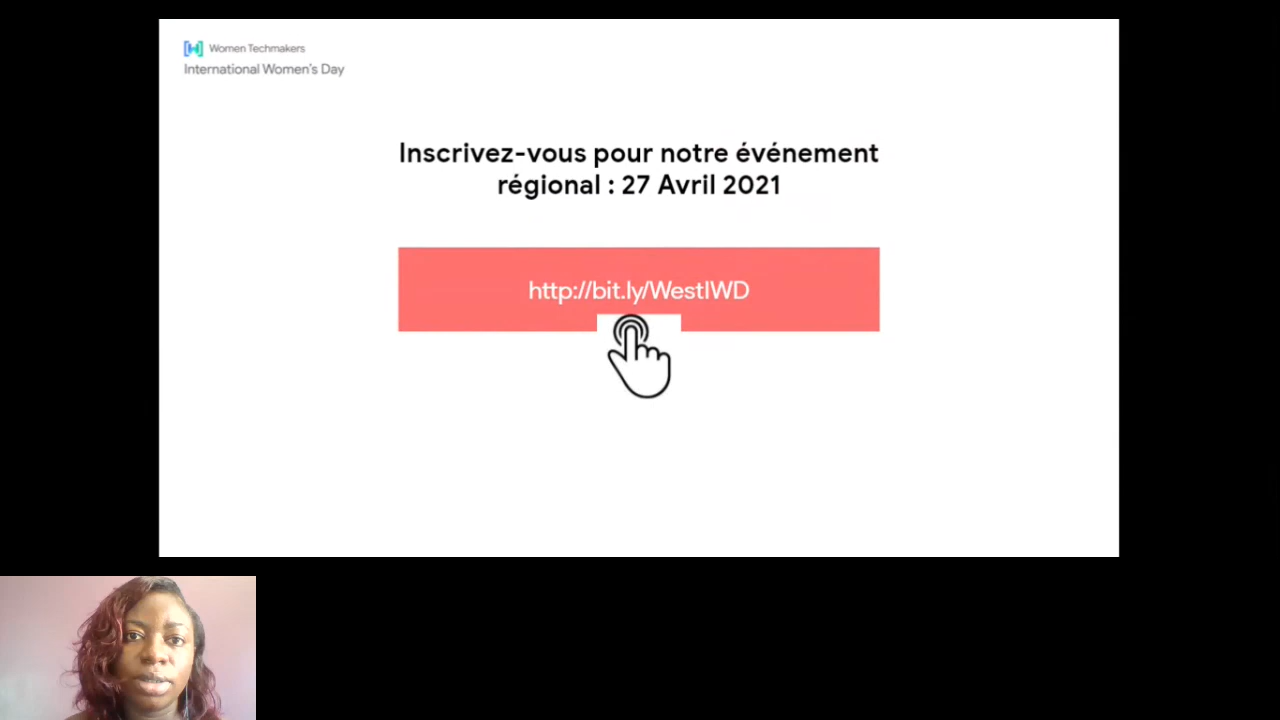 Women Techmakers
International Women's Day
Inscrivez-vous pour notre événement
régional : 27 Avril 2021
http://bit.ly/WestIWD